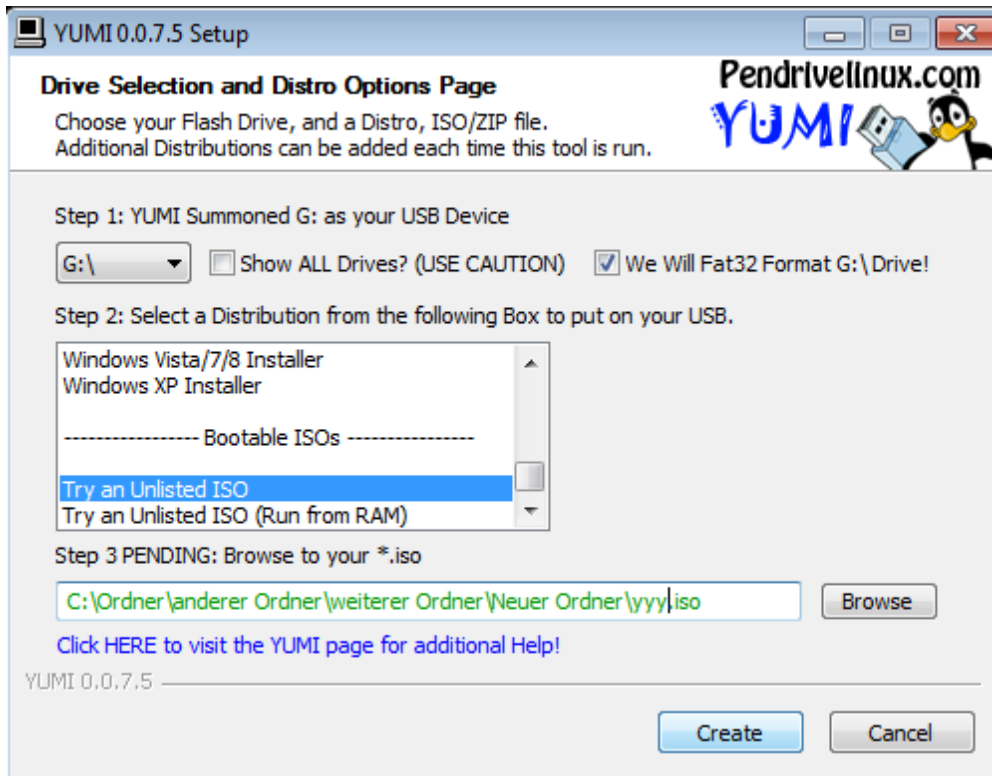 YUMI 0.0.7.5 Setup
Drive Selection and Distro Options Page
Choose your Flash Drive, and a Distro, ISO/ZIP file.
Additional Distributions can be added each time this tool is run.
Pendrivelinux.com
YUMI
Step 1: YUMI Summoned G: as your USB Device
G:\ Show ALL Drives? (USE CAUTION) We Will Fat32 Format G:\ Drive!
Step 2: Select a Distribution from the following Box to put on your USB.
Windows Vista/7/8 Installer
Windows XP Installer
----------------- Bootable ISOs ----------------
Try an Unlisted ISO
Try an Unlisted ISO (Run from RAM)
Step 3 PENDING: Browse to your *.iso
C:\Ordner\anderer Ordner\weiterer Ordner\Neuer Ordner\yyy.iso Browse
Click HERE to visit the YUMI page for additional Help!
YUMI 0.0.7.5
Create Cancel